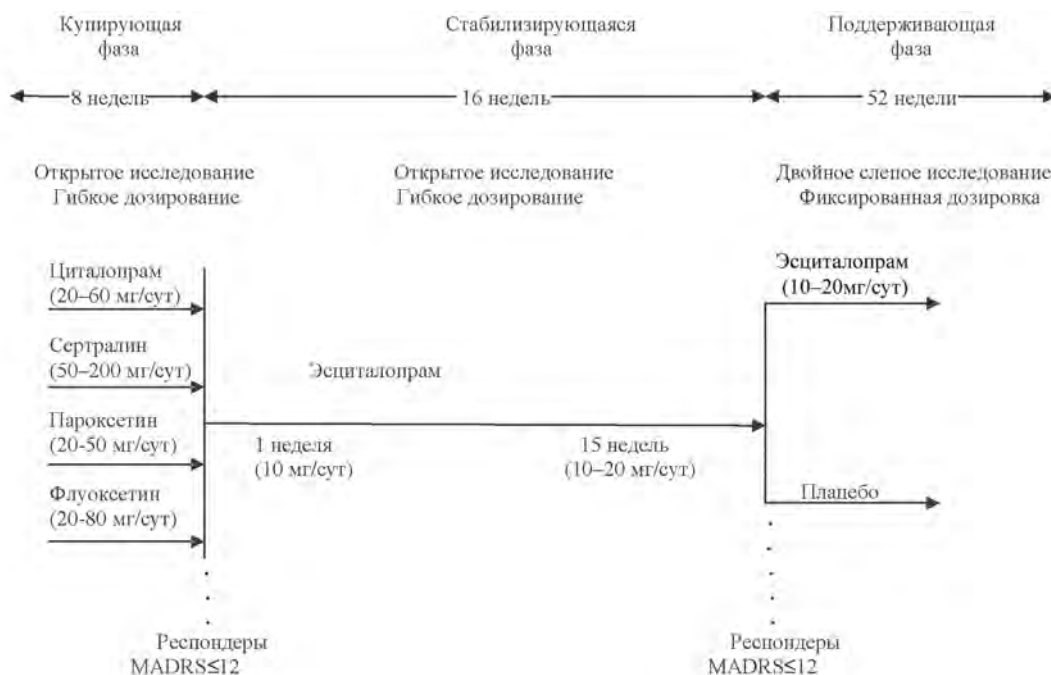 Купирующая
фаза
Стабилизирующаяся
фаза
Поддерживающая
фаза
8 недель
16 недель
52 недели
Открытое исследование
Гибкое дозирование
Открытое исследование
Гибкое дозирование
Двойное слепое исследование
Фиксированная дозировка
Циталопрам
(20–60 мг/сут)
Сертралин
(50–200 мг/сут)
Пароксетин
(20-50 мг/сут)
Флуоксетин
(20-80 мг/сут)
Эсциталопрам
1 неделя
(10 мг/сут)
15 недель
(10–20 мг/сут)
Эсциталопрам
(10–20мг/сут)
Плацебо
Респондеры
MADRS≤12
Респондеры
MADRS≤12